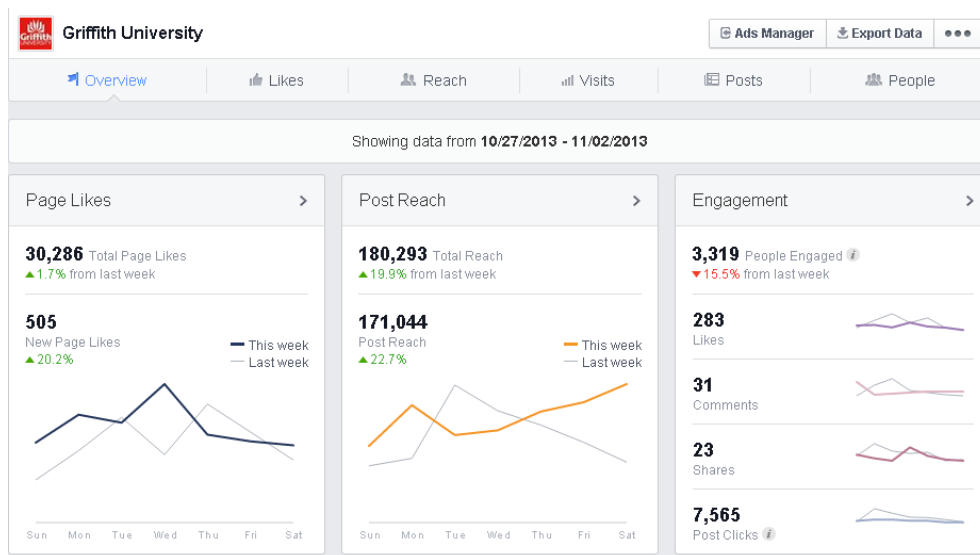 Griffith UNIVERSITY
Griffith University
Ads Manager
Export Data
Overview
Likes
Reach
Visits
Posts
People
Showing data from 10/27/2013 - 11/02/2013
Page Likes
30,286 Total Page Likes
1.7% from last week
505
New Page Likes
20.2%
This week
Last week
Sun Mon Tue Wed Thu Fri Sat
Post Reach
180,293 Total Reach
19.9% from last week
171,044
Post Reach
22.7%
This week
Last week
Sun Mon Tue Wed Thu Fri Sat
Engagement
3,319 People Engaged
15.5% from last week
283
Likes
31
Comments
23
Shares
7,565
Post Clicks